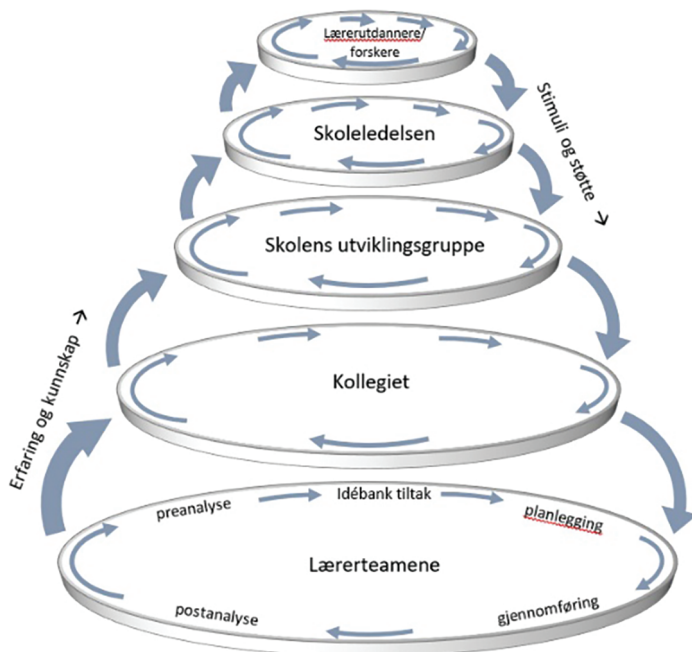 Lærerutdannere/
forskere
Skoleledelsen
Stimuli og støtte →
Skolens utviklingsgruppe
Erfaring og kunnskap →
Kollegiet
preanalyse
Idébank tiltak
planlegging
Lærerteamene
postanalyse
gjennomføring